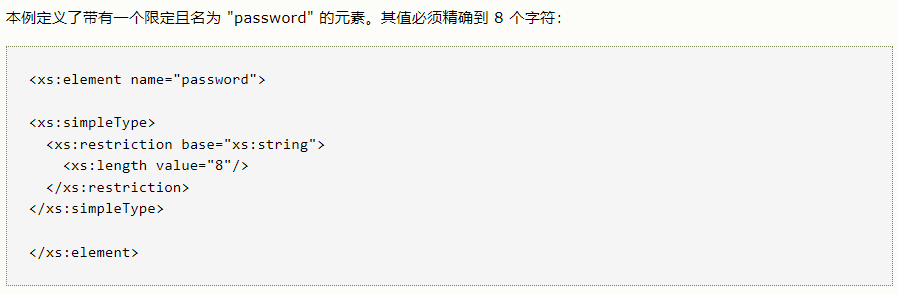 本例定义了带有一个限定且名为 "password" 的元素。其值必须精确到 8 个字符：
<xs:element name="password">
<xs:simpleType>
  <xs:restriction base="xs:string">
    <xs:length value="8"/>
  </xs:restriction>
</xs:simpleType>
</xs:element>